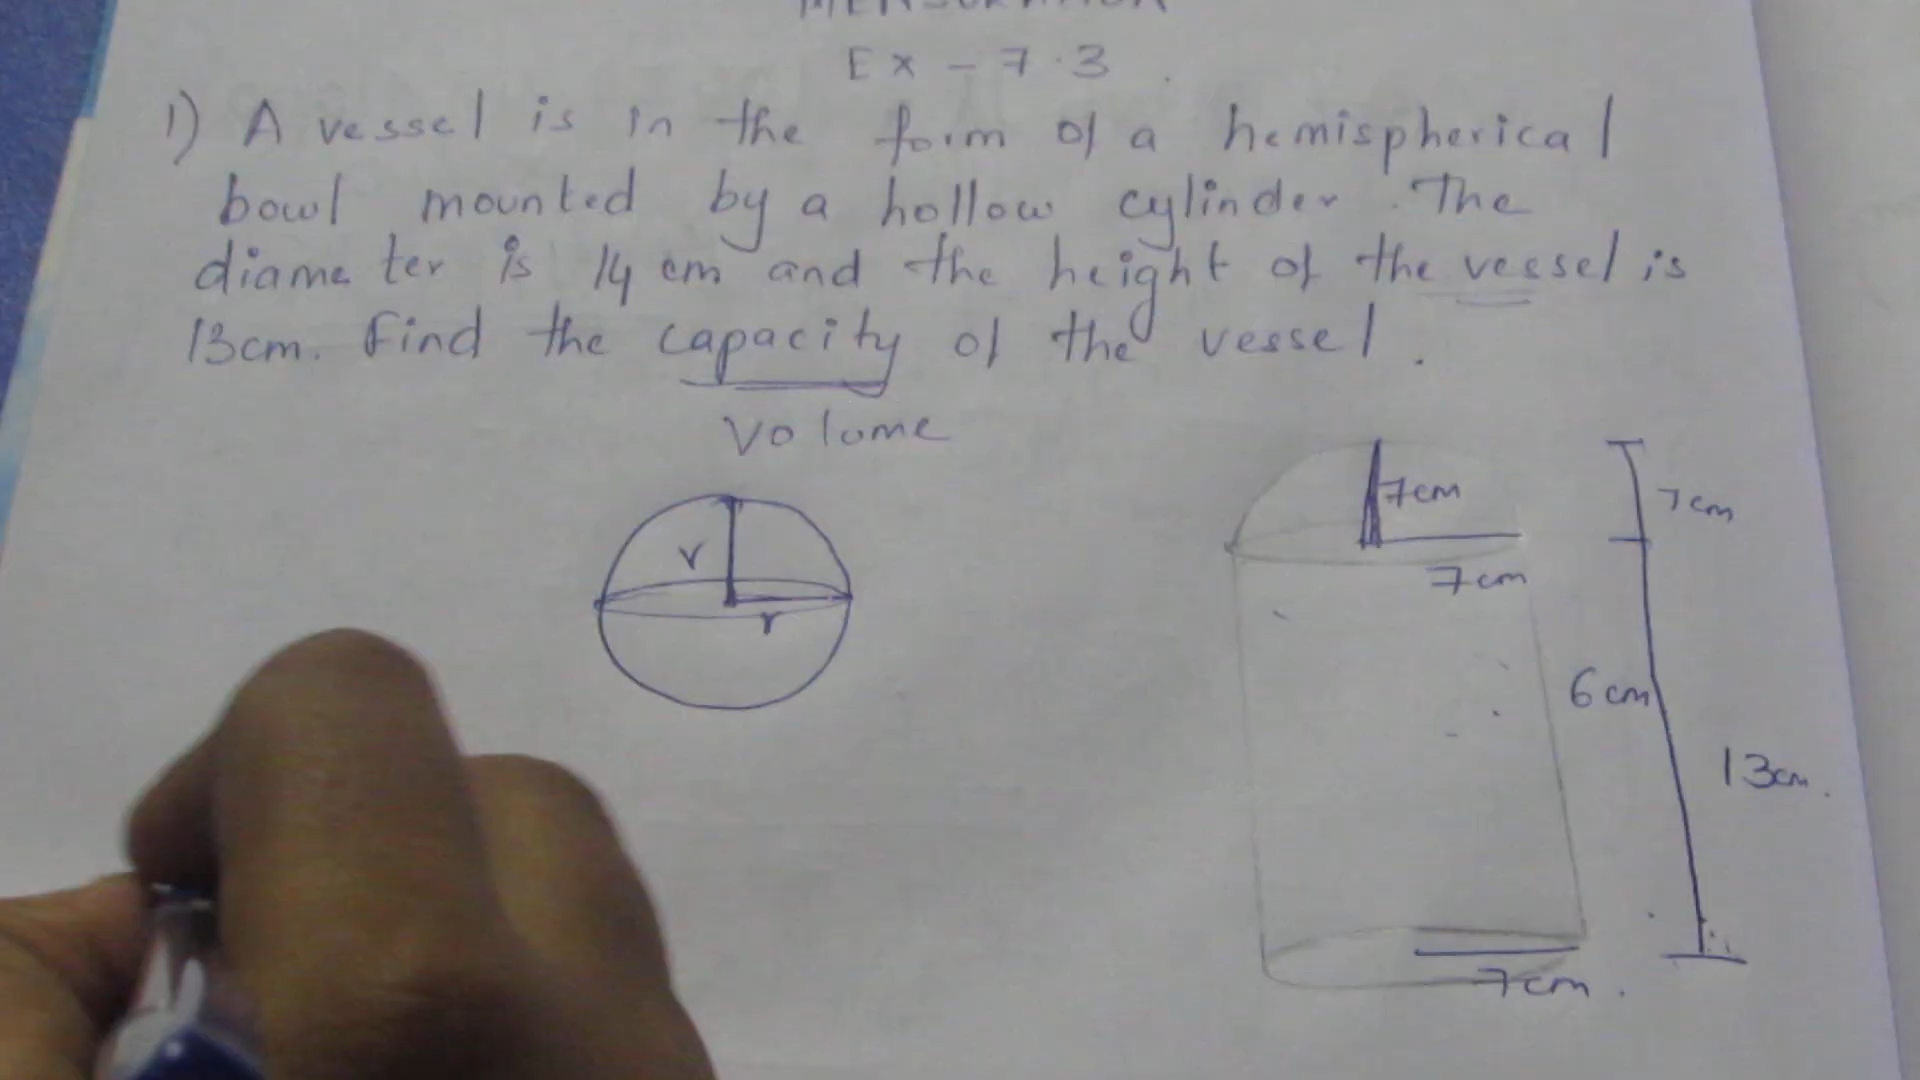 MENSURATION
Ex - 7.3
1) A vessel is in the form of a hemispherical
bowl mounted by a hollow cylinder. The
diameter is 14 cm and the height of the vessel is
13cm. Find the capacity of the vessel.
Volume
r
r
7cm
7cm
7cm
6cm
13cm.
7cm.